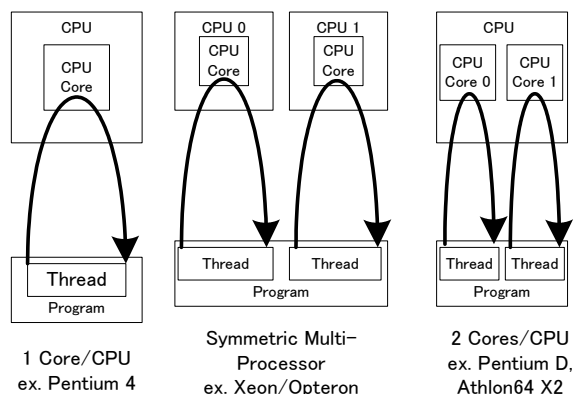 CPU
CPU
Core
Thread
Program
1 Core/CPU
ex. Pentium 4
CPU 0
CPU
Core
CPU 1
CPU
Core
Thread
Thread
Program
Symmetric Multi-
Processor
ex. Xeon/Opteron
CPU
CPU
Core 0
CPU
Core 1
Thread
Thread
Program
2 Cores/CPU
ex. Pentium D,
Athlon64 X2